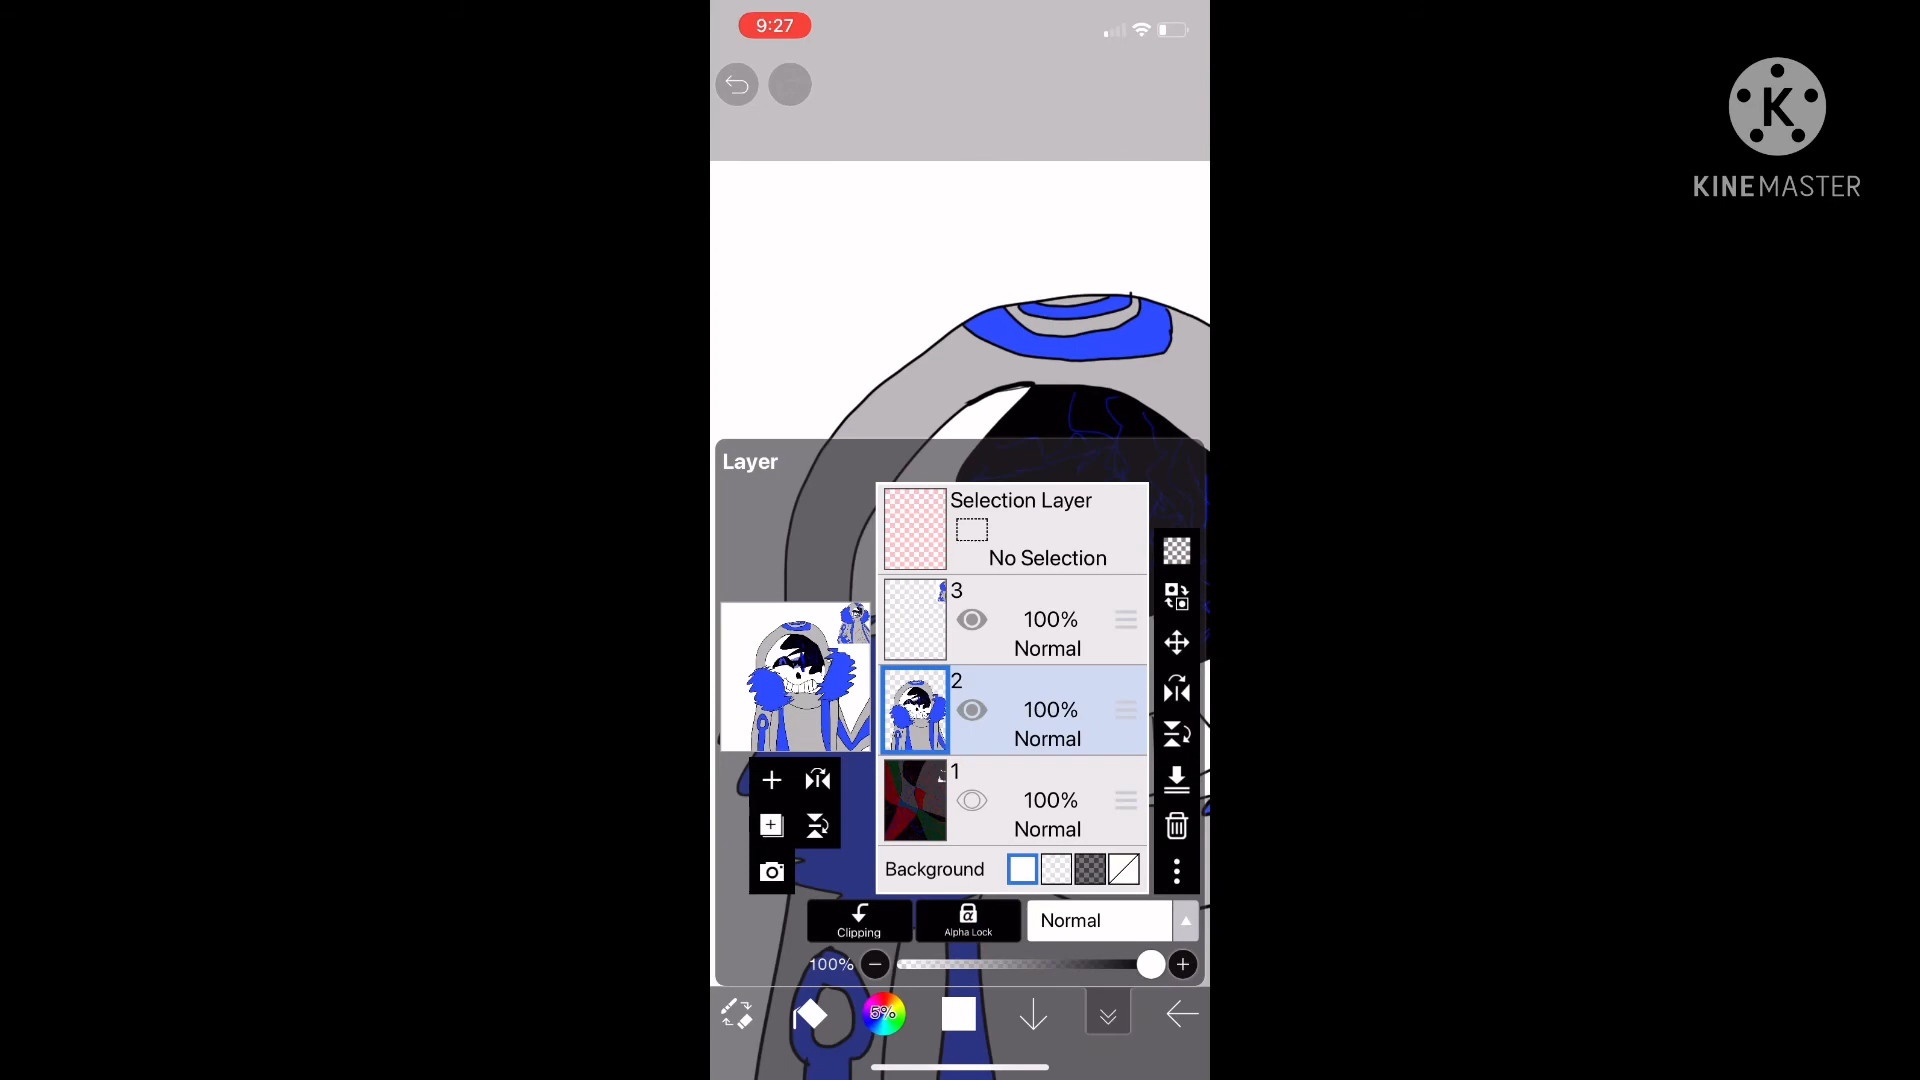 9:27
K
KINEMASTER
Layer
Selection Layer
No Selection
3
100%
Normal
2
100%
Normal
1
100%
Normal
Background
Clipping
α
Alpha Lock
Normal
100%
5%